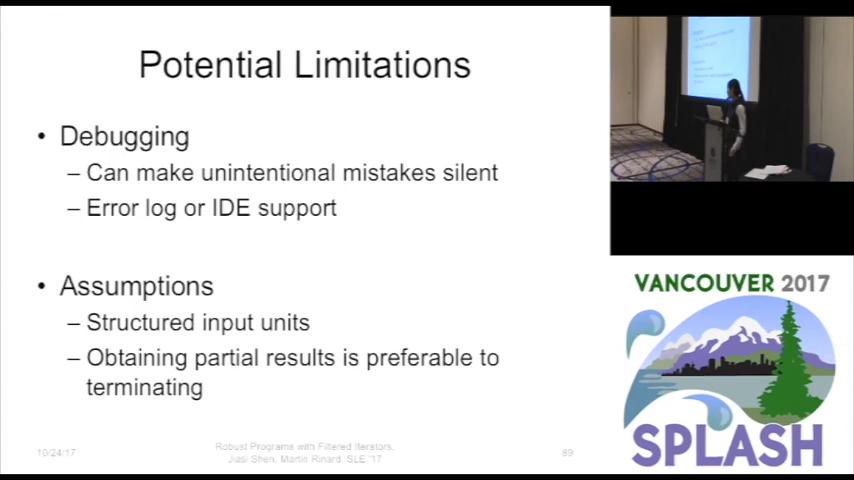 Potential Limitations
• Debugging
– Can make unintentional mistakes silent
– Error log or IDE support
• Assumptions
– Structured input units
– Obtaining partial results is preferable to
terminating
10/24/17
Robust Programs with Filtered Iterators,
Jiasi Shen, Martin Rinard, SLE '17
89
VANCOUVER 2017
SPLASH